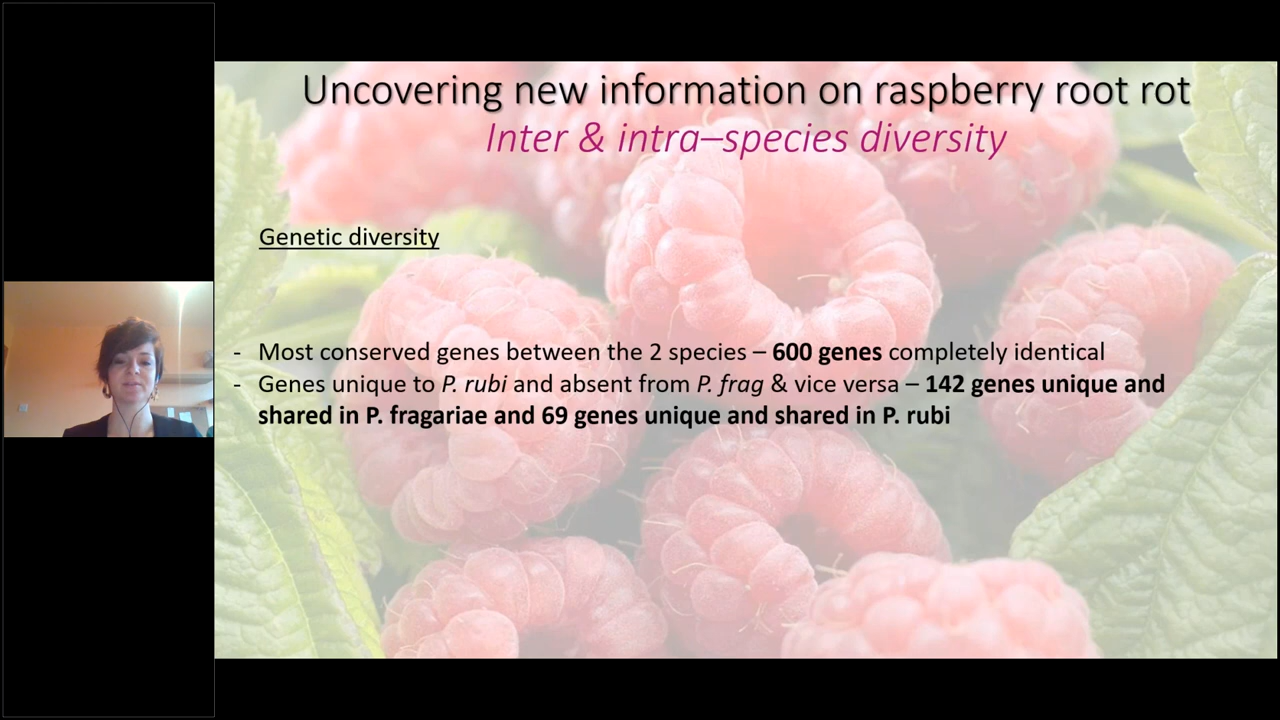 Uncovering new information on raspberry root rot
Inter & intra–species diversity
Genetic diversity
- Most conserved genes between the 2 species – 600 genes completely identical
- Genes unique to P. rubi and absent from P. frag & vice versa – 142 genes unique and
shared in P. fragariae and 69 genes unique and shared in P. rubi